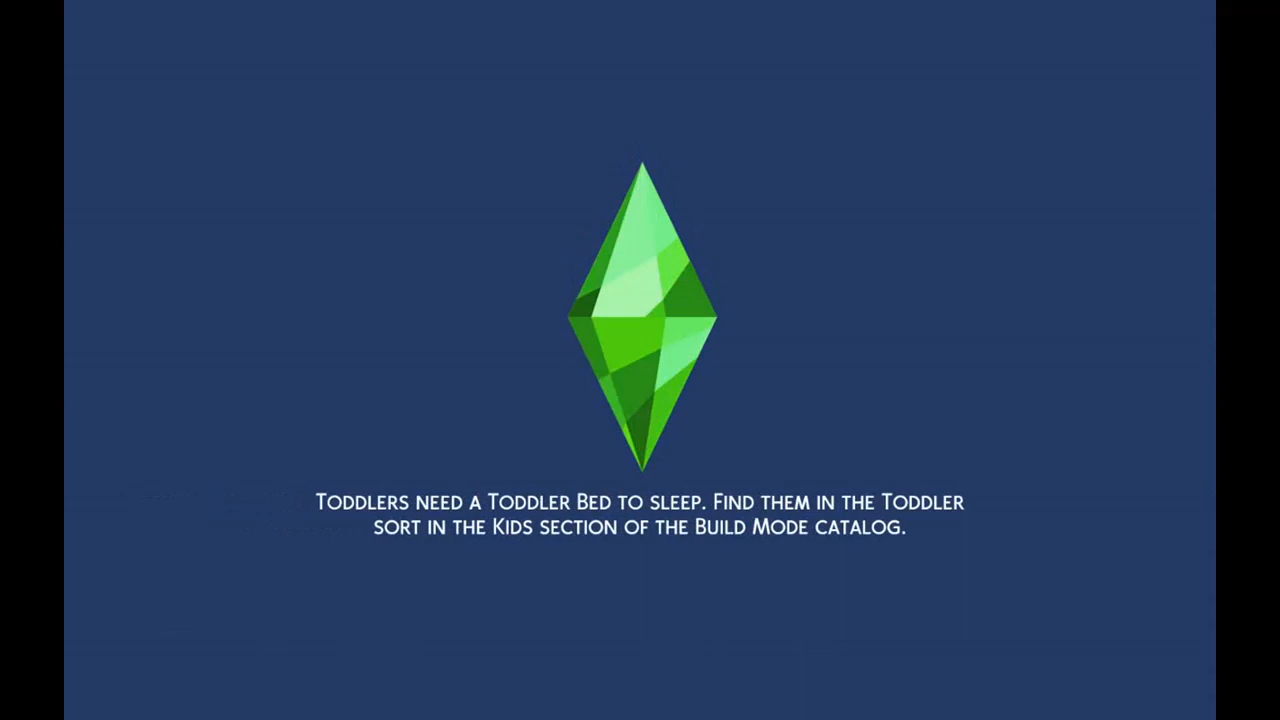 Toddlers need a Toddler Bed to sleep. Find them in the Toddler
sort in the Kids section of the Build Mode catalog.